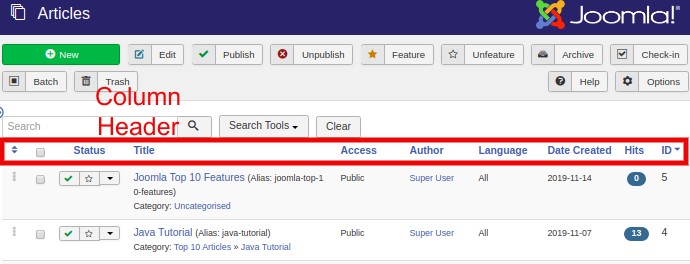 Articles
Joomla!
New Edit Publish Unpublish Feature Unfeature Archive Check-in
Batch Trash Help Options
Column
Header
Search Search Tools Clear
Status Title Access Author Language Date Created Hits ID
Joomla Top 10 Features (Alias: joomla-top-1 Public Super User All 2019-11-14 0 5
0-features)
Category: Uncategorised
Java Tutorial (Alias: java-tutorial) Public Super User All 2019-11-07 13 4
Category: Top 10 Articles » Java Tutorial